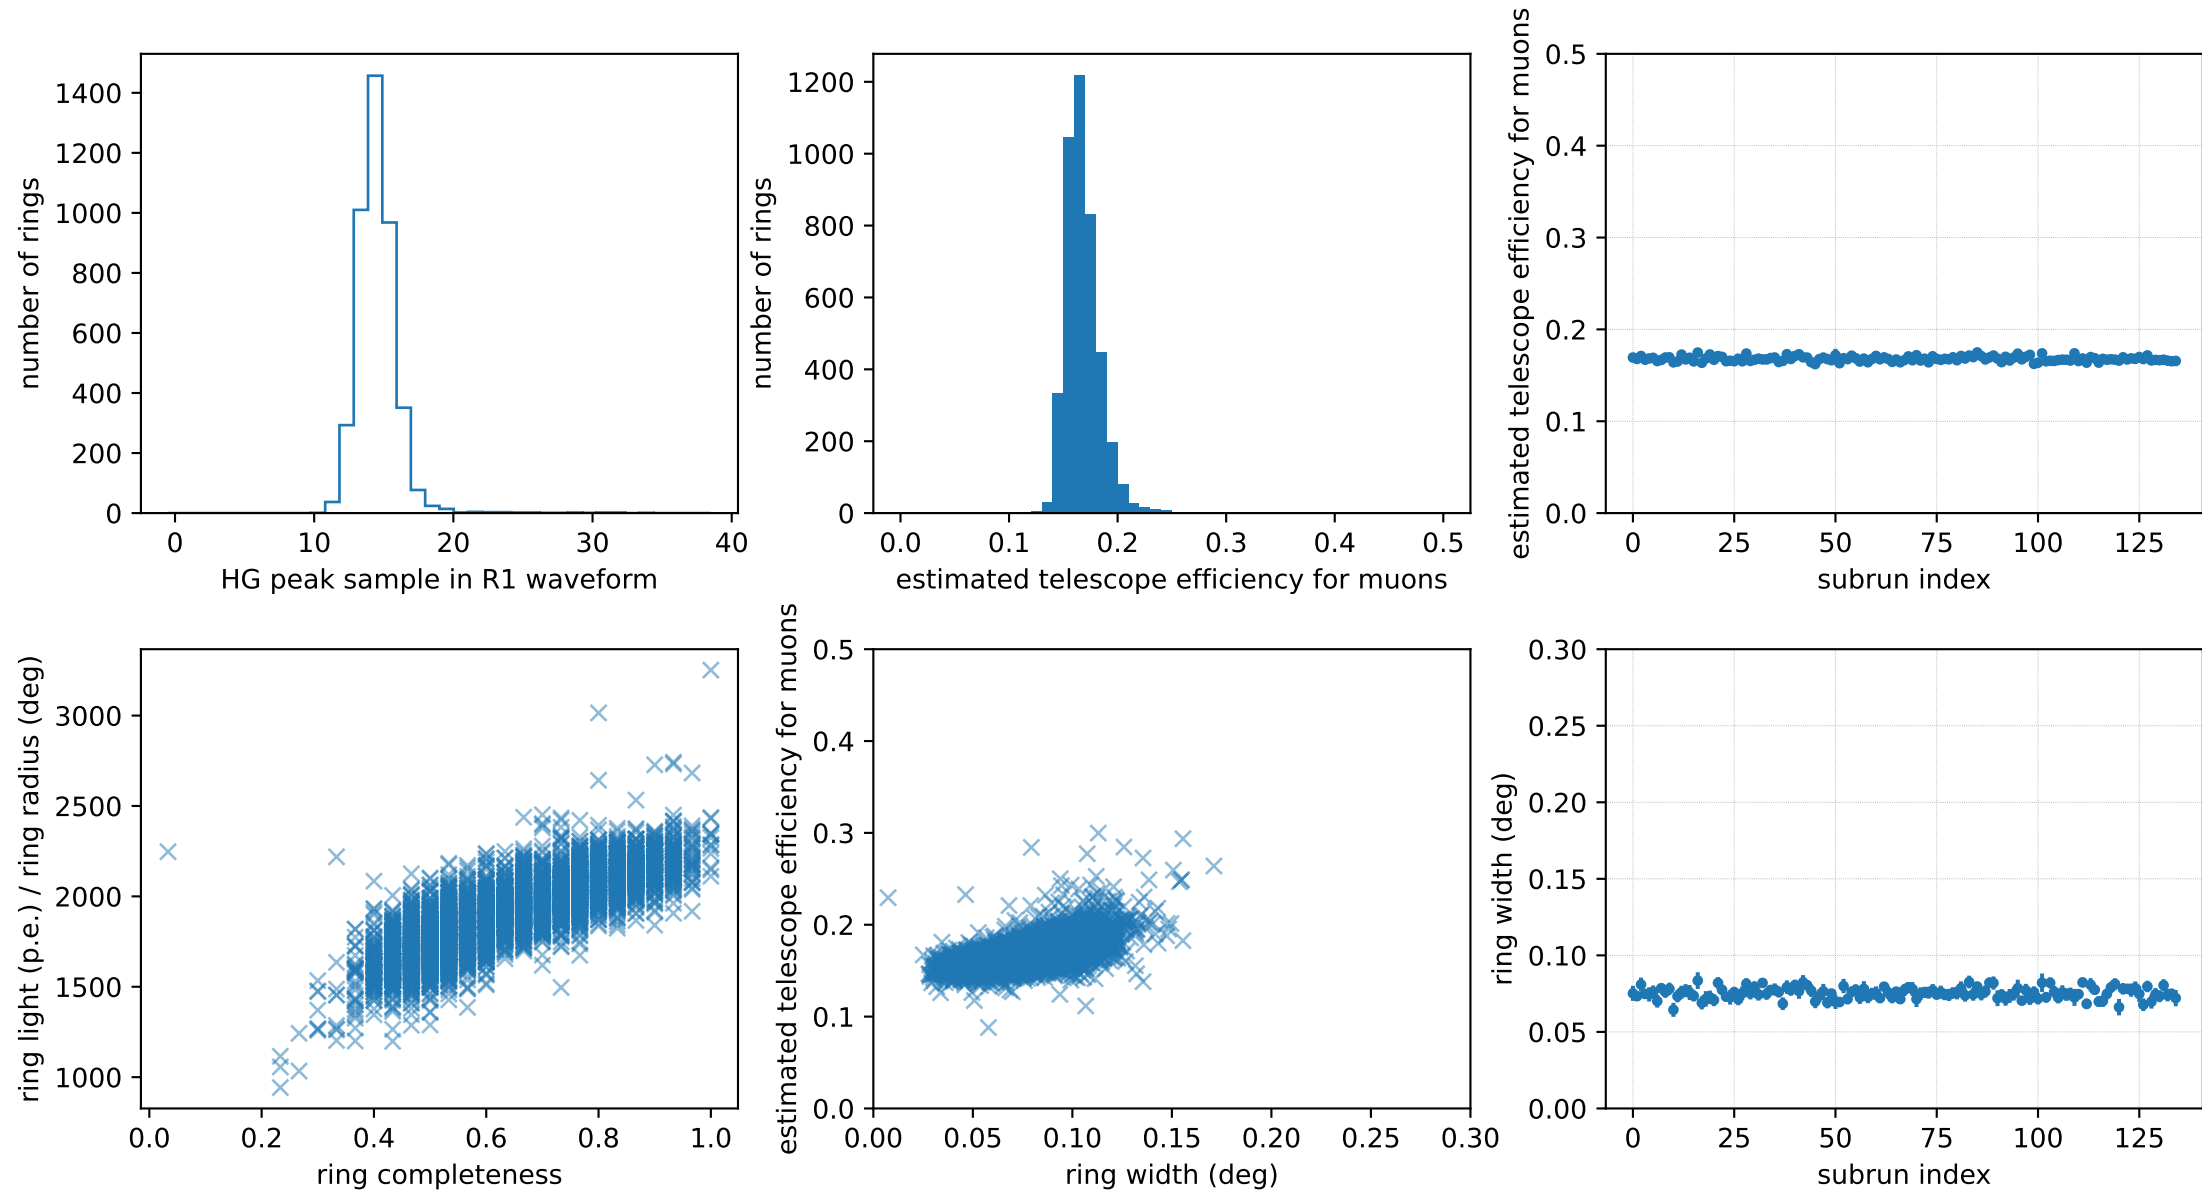 number of rings
1400
1200
1000
800
600
400
200
0
0 10 20 30 40
HG peak sample in R1 waveform
number of rings
1200
1000
800
600
400
200
0
0.0 0.1 0.2 0.3 0.4 0.5
estimated telescope efficiency for muons
estimated telescope efficiency for muons
0.5
0.4
0.3
0.2
0.1
0.0
0 25 50 75 100 125
subrun index
ring light (p.e.) / ring radius (deg)
3000
2500
2000
1500
1000
0.0 0.2 0.4 0.6 0.8 1.0
ring completeness
estimated telescope efficiency for muons
0.5
0.4
0.3
0.2
0.1
0.0
0.00 0.05 0.10 0.15 0.20 0.25 0.30
ring width (deg)
ring width (deg)
0.30
0.25
0.20
0.15
0.10
0.05
0.00
0 25 50 75 100 125
subrun index